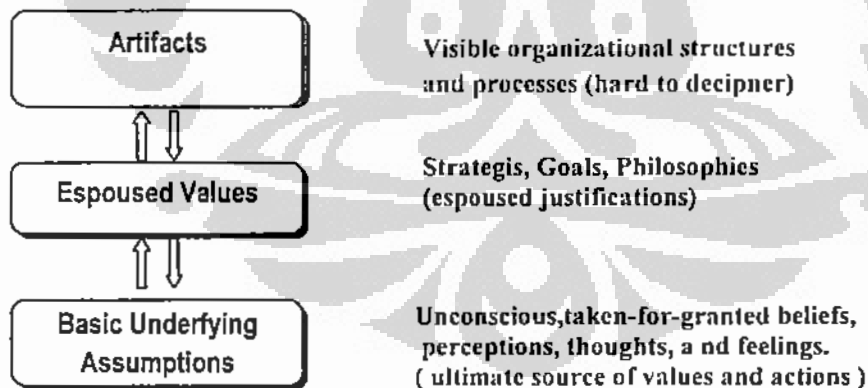 Artifacts
Visible organizational structures
and processes (hard to decipner)
Espoused Values
Strategis, Goals, Philosophies
(espoused justifications)
Basic Underfying
Assumptions
Unconscious,taken-for-granted beliefs,
perceptions, thoughts, a nd feelings.
( ultimate source of values and actions )